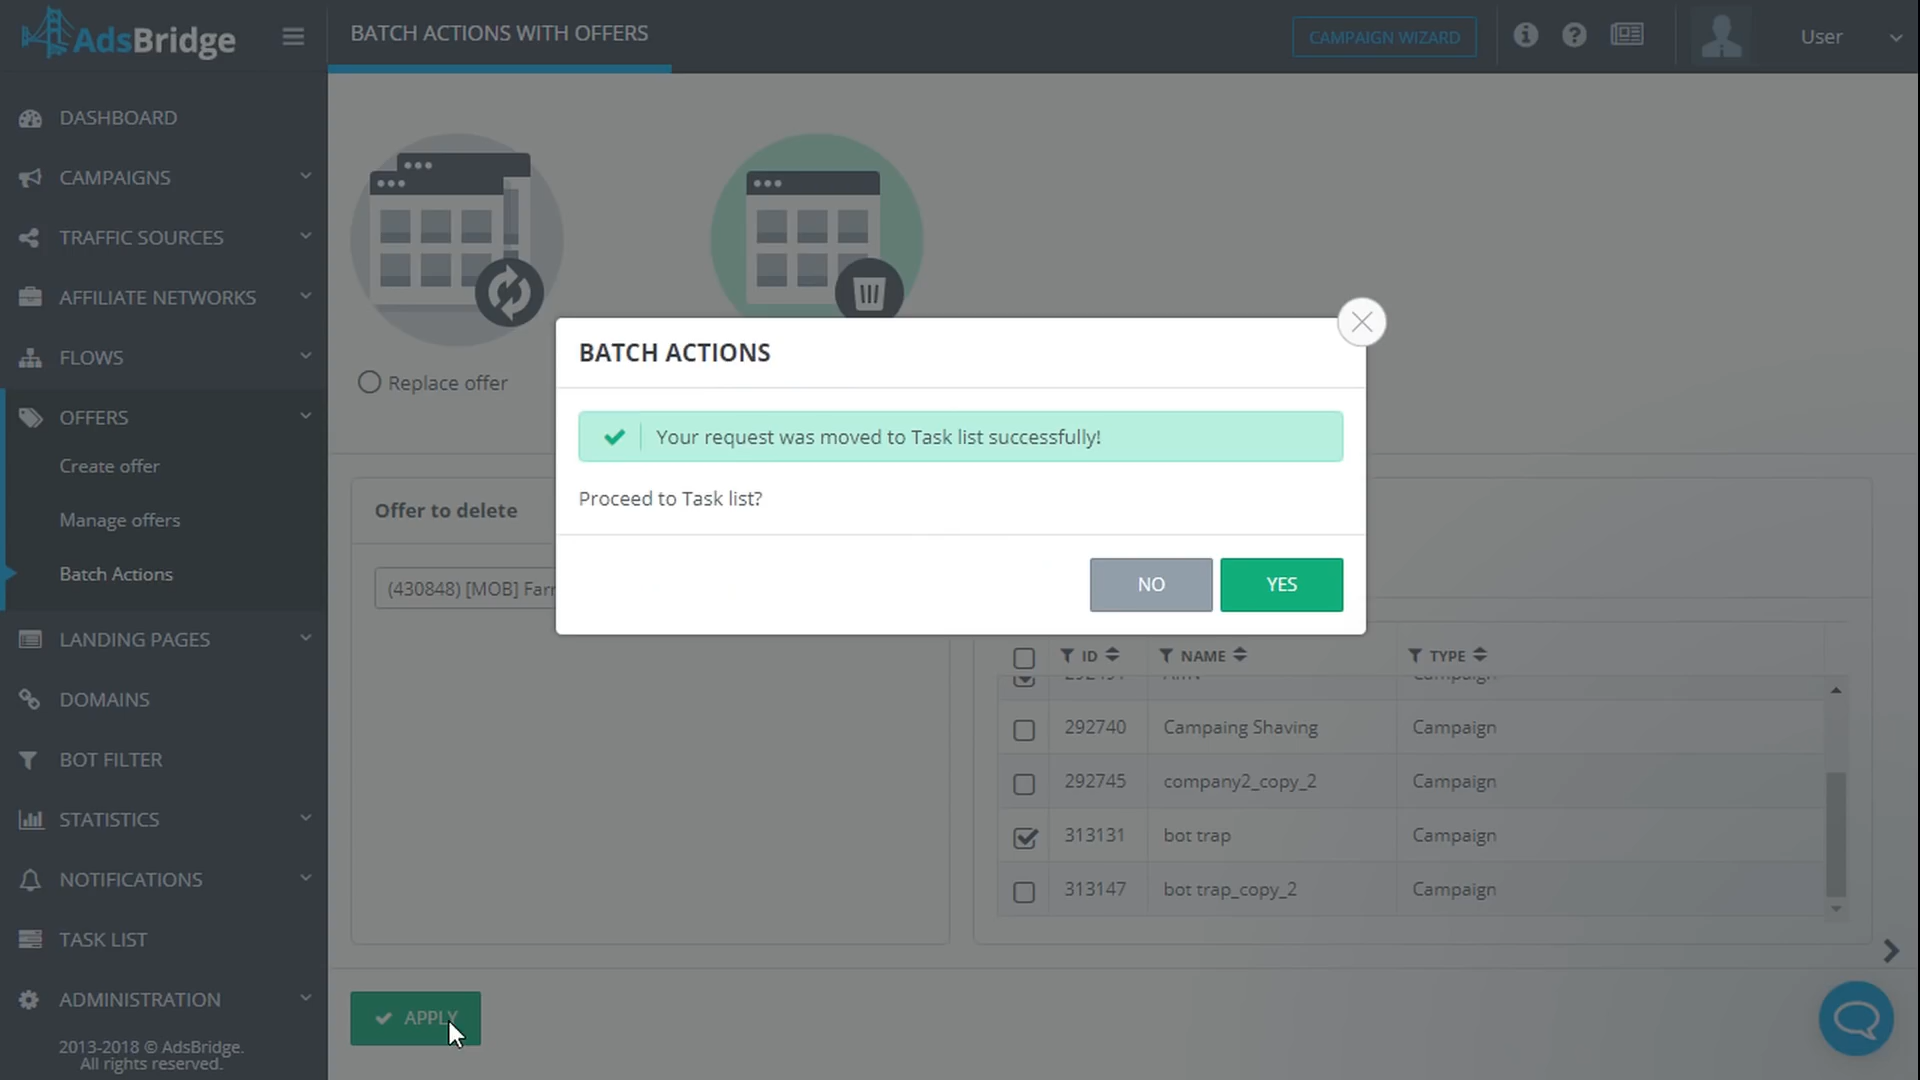 AdsBridge
BATCH ACTIONS WITH OFFERS
CAMPAIGN WIZARD
User
DASHBOARD
CAMPAIGNS
TRAFFIC SOURCES
AFFILIATE NETWORKS
FLOWS
OFFERS
Create offer
Manage offers
Batch Actions
LANDING PAGES
DOMAINS
BOT FILTER
STATISTICS
NOTIFICATIONS
TASK LIST
ADMINISTRATION
2013-2018 © AdsBridge.
All rights reserved.
Replace offer
BATCH ACTIONS
Your request was moved to Task list successfully!
Proceed to Task list?
NO
YES
Offer to delete
(430848) [MOB] Farr
ID
NAME
TYPE
292740
Campaing Shaving
Campaign
292745
company2_copy_2
Campaign
313131
bot trap
Campaign
313147
bot trap_copy_2
Campaign
APPLY